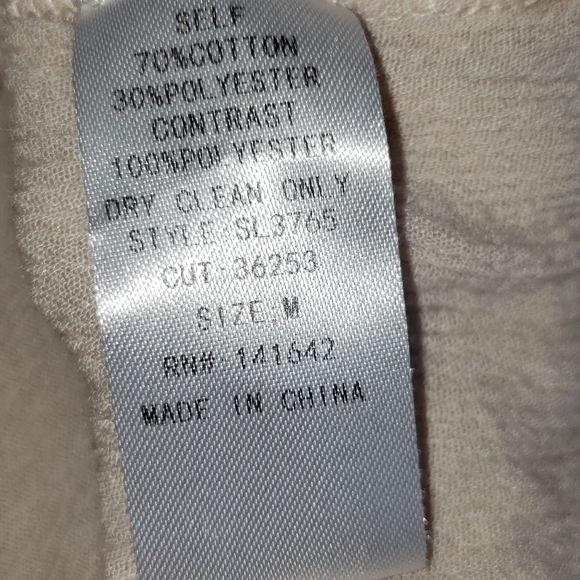 SELF
70%COTTON
30%POLYESTER
CONTRAST
100%POLYESTER
DRY CLEAN ONLY
STYLE:SL3765
CUT:36253
SIZE:M
RN#:141642
MADE IN CHINA